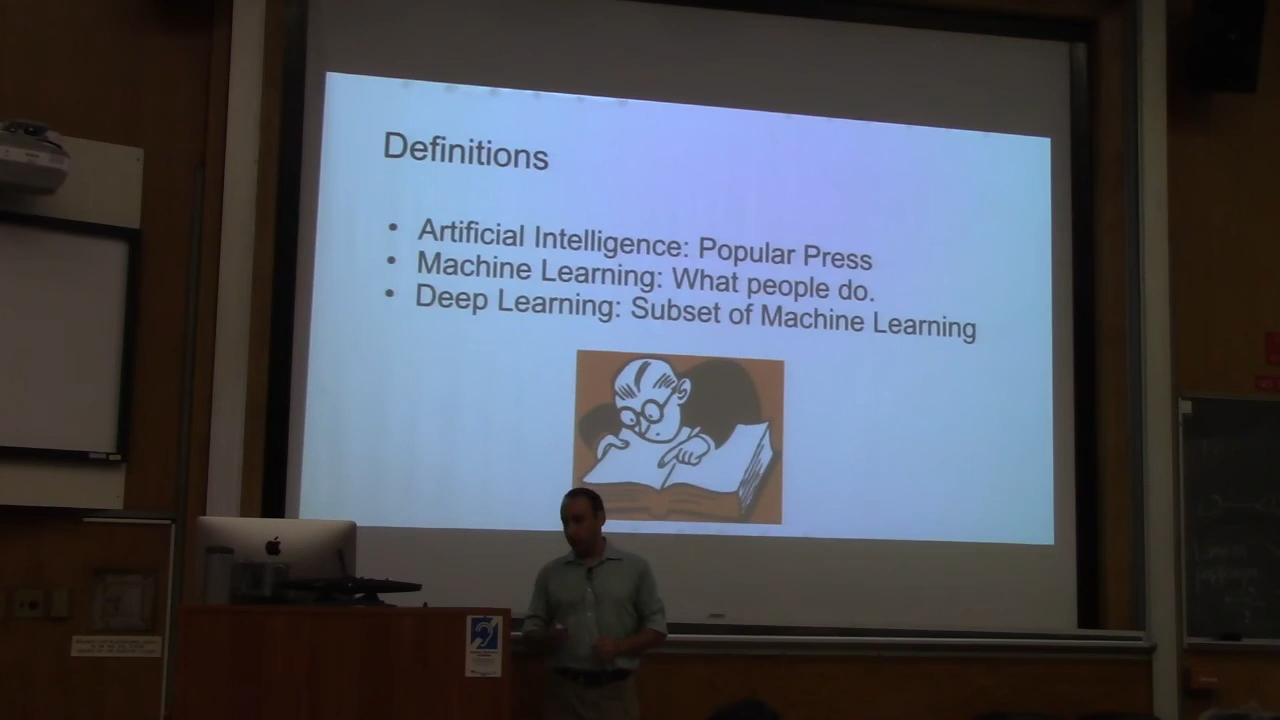 Definitions
• Artificial Intelligence: Popular Press
• Machine Learning: What people do.
• Deep Learning: Subset of Machine Learning